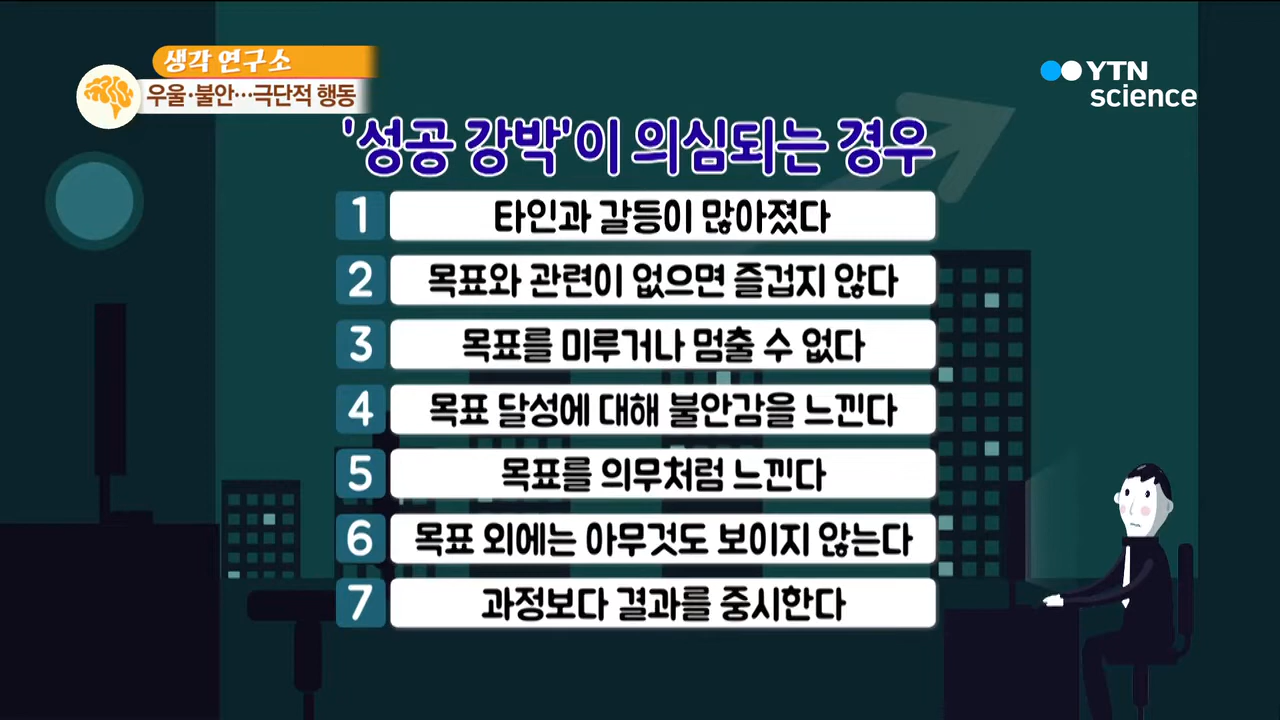 생각 연구소
우울·불안…극단적 행동
YTN
science
'성공 강박'이 의심되는 경우
1 타인과 갈등이 많아졌다
2 목표와 관련이 없으면 즐겁지 않다
3 목표를 미루거나 멈출 수 없다
4 목표 달성에 대해 불안감을 느낀다
5 목표를 의무처럼 느낀다
6 목표 외에는 아무것도 보이지 않는다
7 과정보다 결과를 중시한다